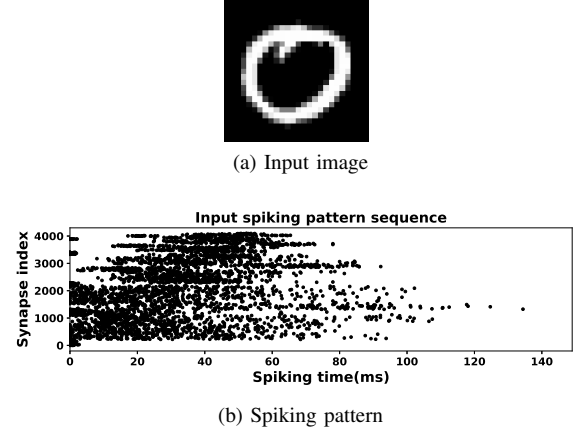 (a) Input image
Input spiking pattern sequence
Synapse index
4000
3000
2000
1000
0
0 20 40 60 80 100 120 140
Spiking time(ms)
(b) Spiking pattern